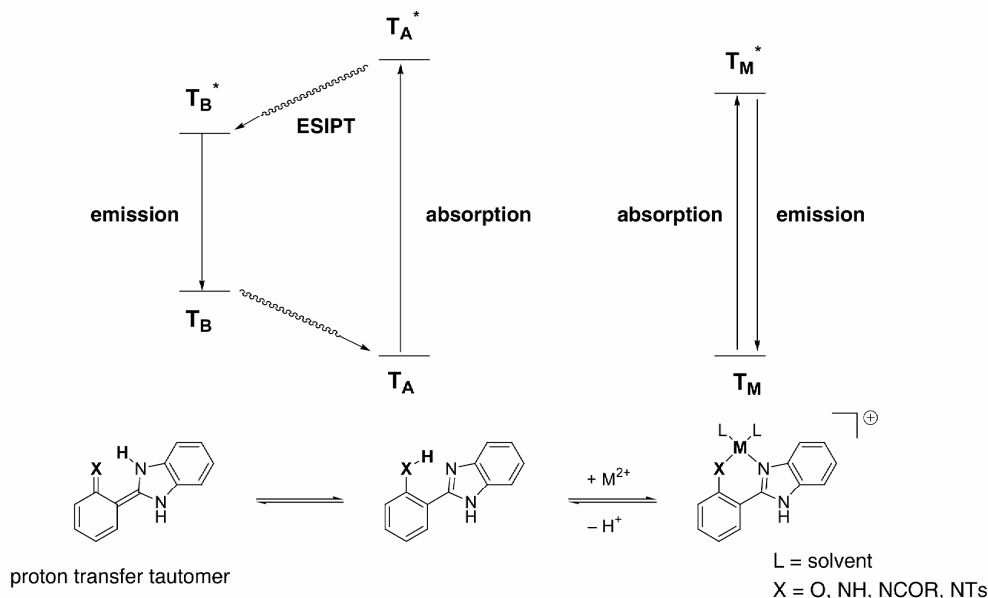 T_A*
T_M*
T_B*
ESIPT
emission
absorption
absorption
emission
T_B
T_A
T_M
L L
M
⊕
H
X
N
N
H
X H
N
N
H
+ M²⁺
– H⁺
X
N
N
H
proton transfer tautomer
L = solvent
X = O, NH, NCOR, NTs